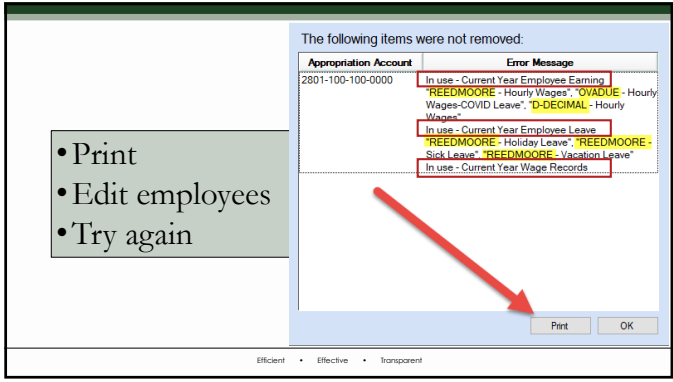 The following items were not removed:
Appropriation Account Error Message
2801-100-100-0000 In use - Current Year Employee Earning
"REEDMOORE - Hourly Wages", "OVADUE - Hourly
Wages-COVID Leave", "D-DECIMAL - Hourly
Wages"
In use - Current Year Employee Leave
"REEDMOORE - Holiday Leave", "REEDMOORE -
Sick Leave", "REEDMOORE - Vacation Leave"
In use - Current Year Wage Records
• Print
• Edit employees
• Try again
Print OK
Efficient • Effective • Transparent